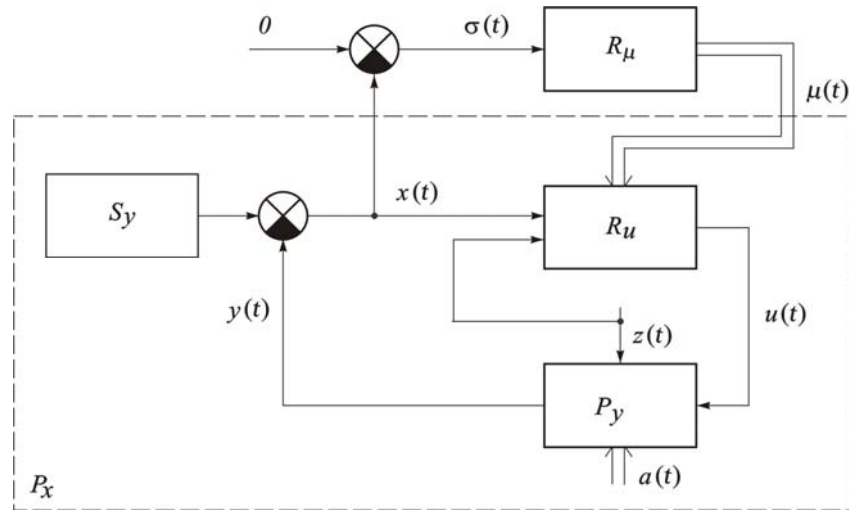 0
σ(t)
R_μ
μ(t)
S_y
x(t)
R_u
y(t)
z(t)
u(t)
P_y
P_x
a(t)